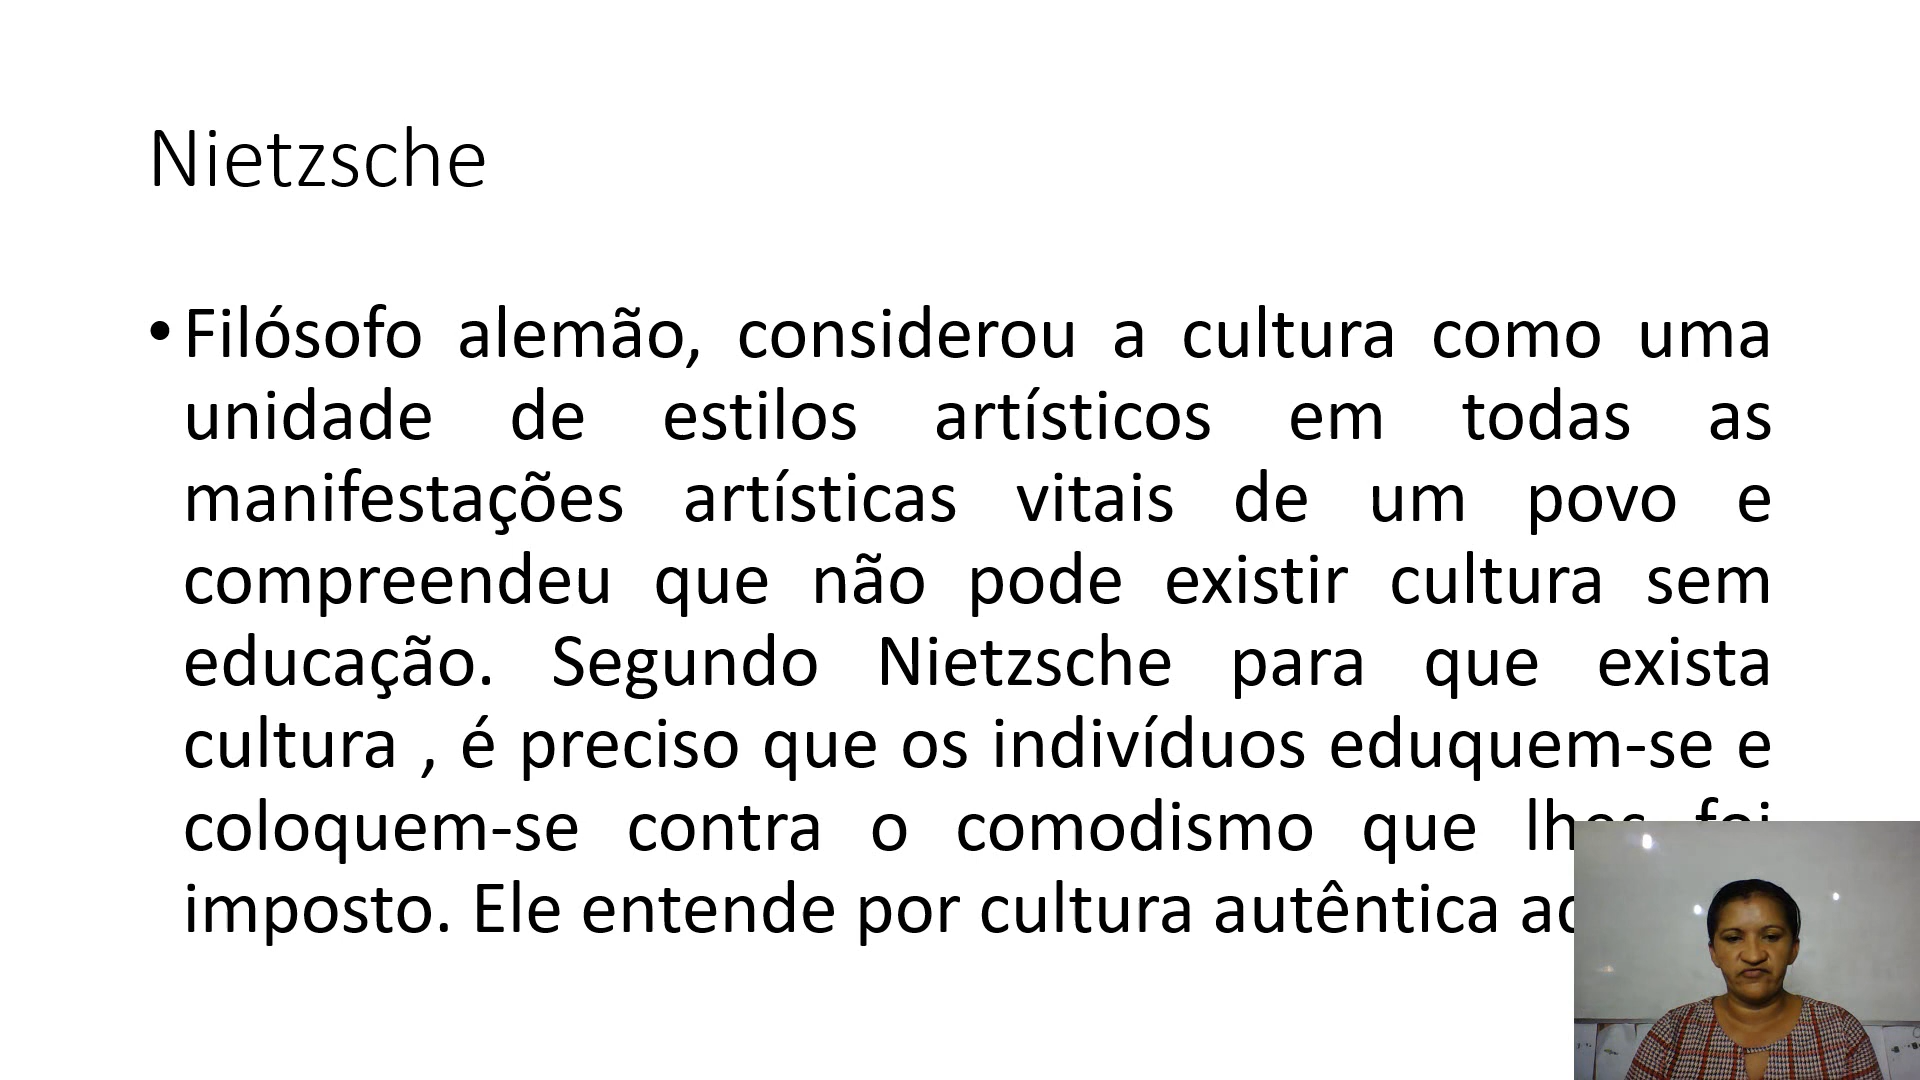 Nietzsche
•Filósofo alemão, considerou a cultura como uma
unidade de estilos artísticos em todas as
manifestações artísticas vitais de um povo e
compreendeu que não pode existir cultura sem
educação. Segundo Nietzsche para que exista
cultura , é preciso que os indivíduos eduquem-se e
coloquem-se contra o comodismo que lhes foi
imposto. Ele entende por cultura autêntica